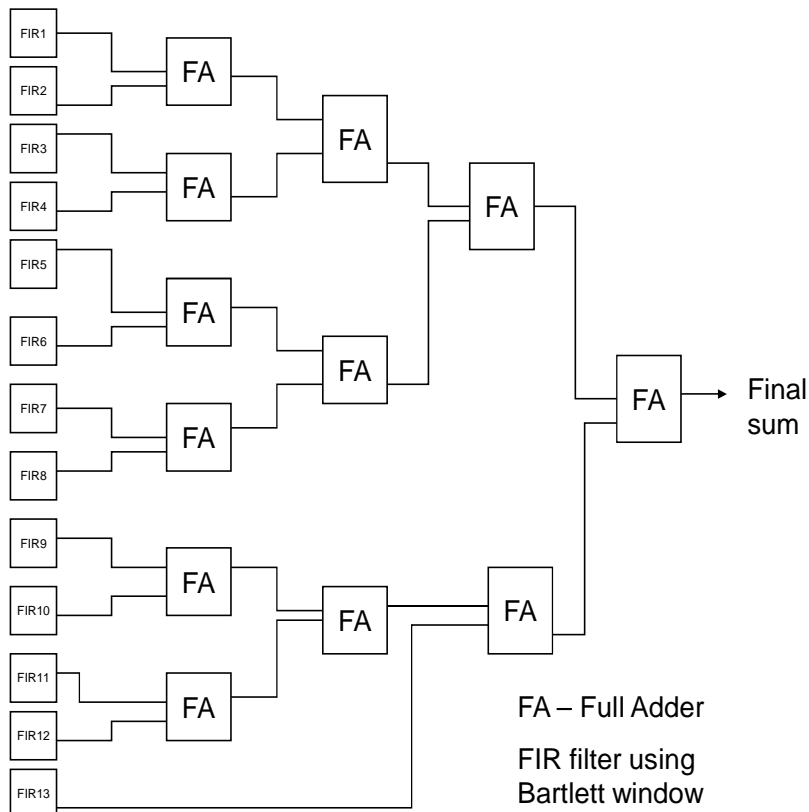 FIR1
FIR2
FIR3
FIR4
FIR5
FIR6
FIR7
FIR8
FIR9
FIR10
FIR11
FIR12
FIR13
FA
FA
FA
FA
FA
FA
FA
FA
FA
FA
FA
FA
Final
sum
FA – Full Adder
FIR filter using
Bartlett window